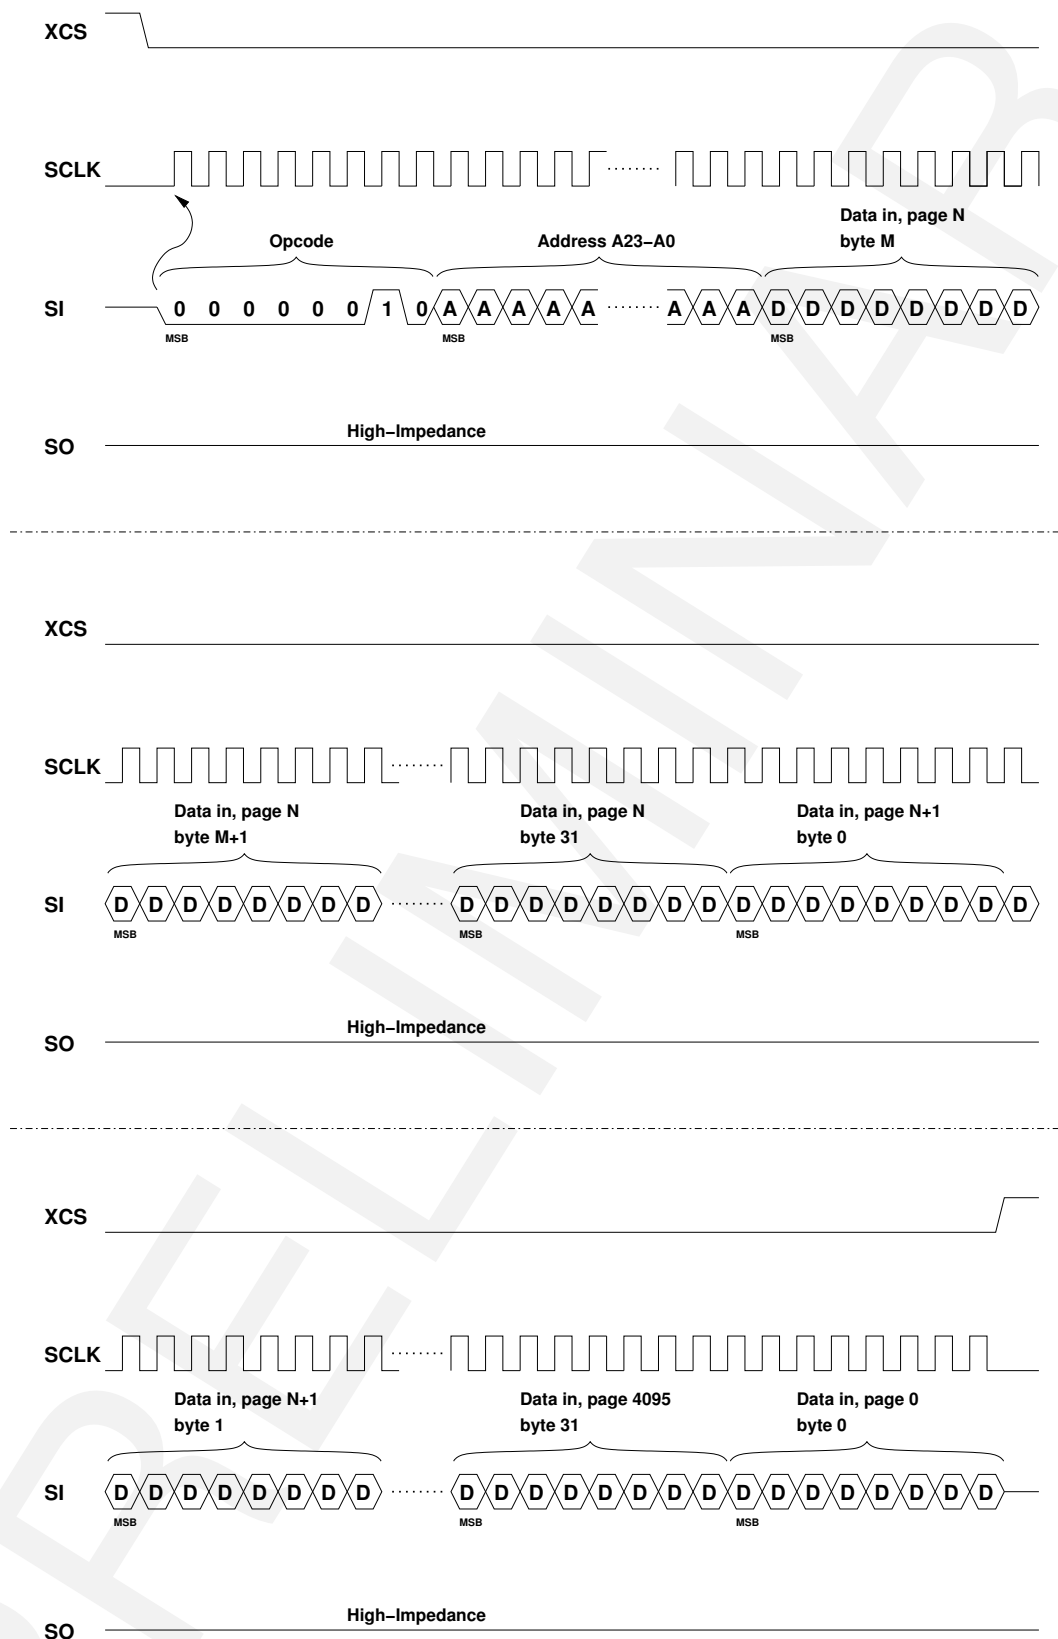 XCS
SCLK
Data in, page N
byte M
Opcode
Address A23−A0
SI
0 0 0 0 0 0 1 0 A A A A A ········ A A A D D D D D D D D
MSB MSB MSB
High−Impedance
SO
XCS
SCLK ········
Data in, page N Data in, page N Data in, page N+1
byte M+1 byte 31 byte 0
SI D D D D D D D D ········ D D D D D D D D D D D D D D D D D
MSB MSB MSB
High−Impedance
SO
XCS
SCLK ········
Data in, page N+1 Data in, page 4095 Data in, page 0
byte 1 byte 31 byte 0
SI D D D D D D D D ········ D D D D D D D D D D D D D D D D
MSB MSB MSB
High−Impedance
SO
PRELIMINAR